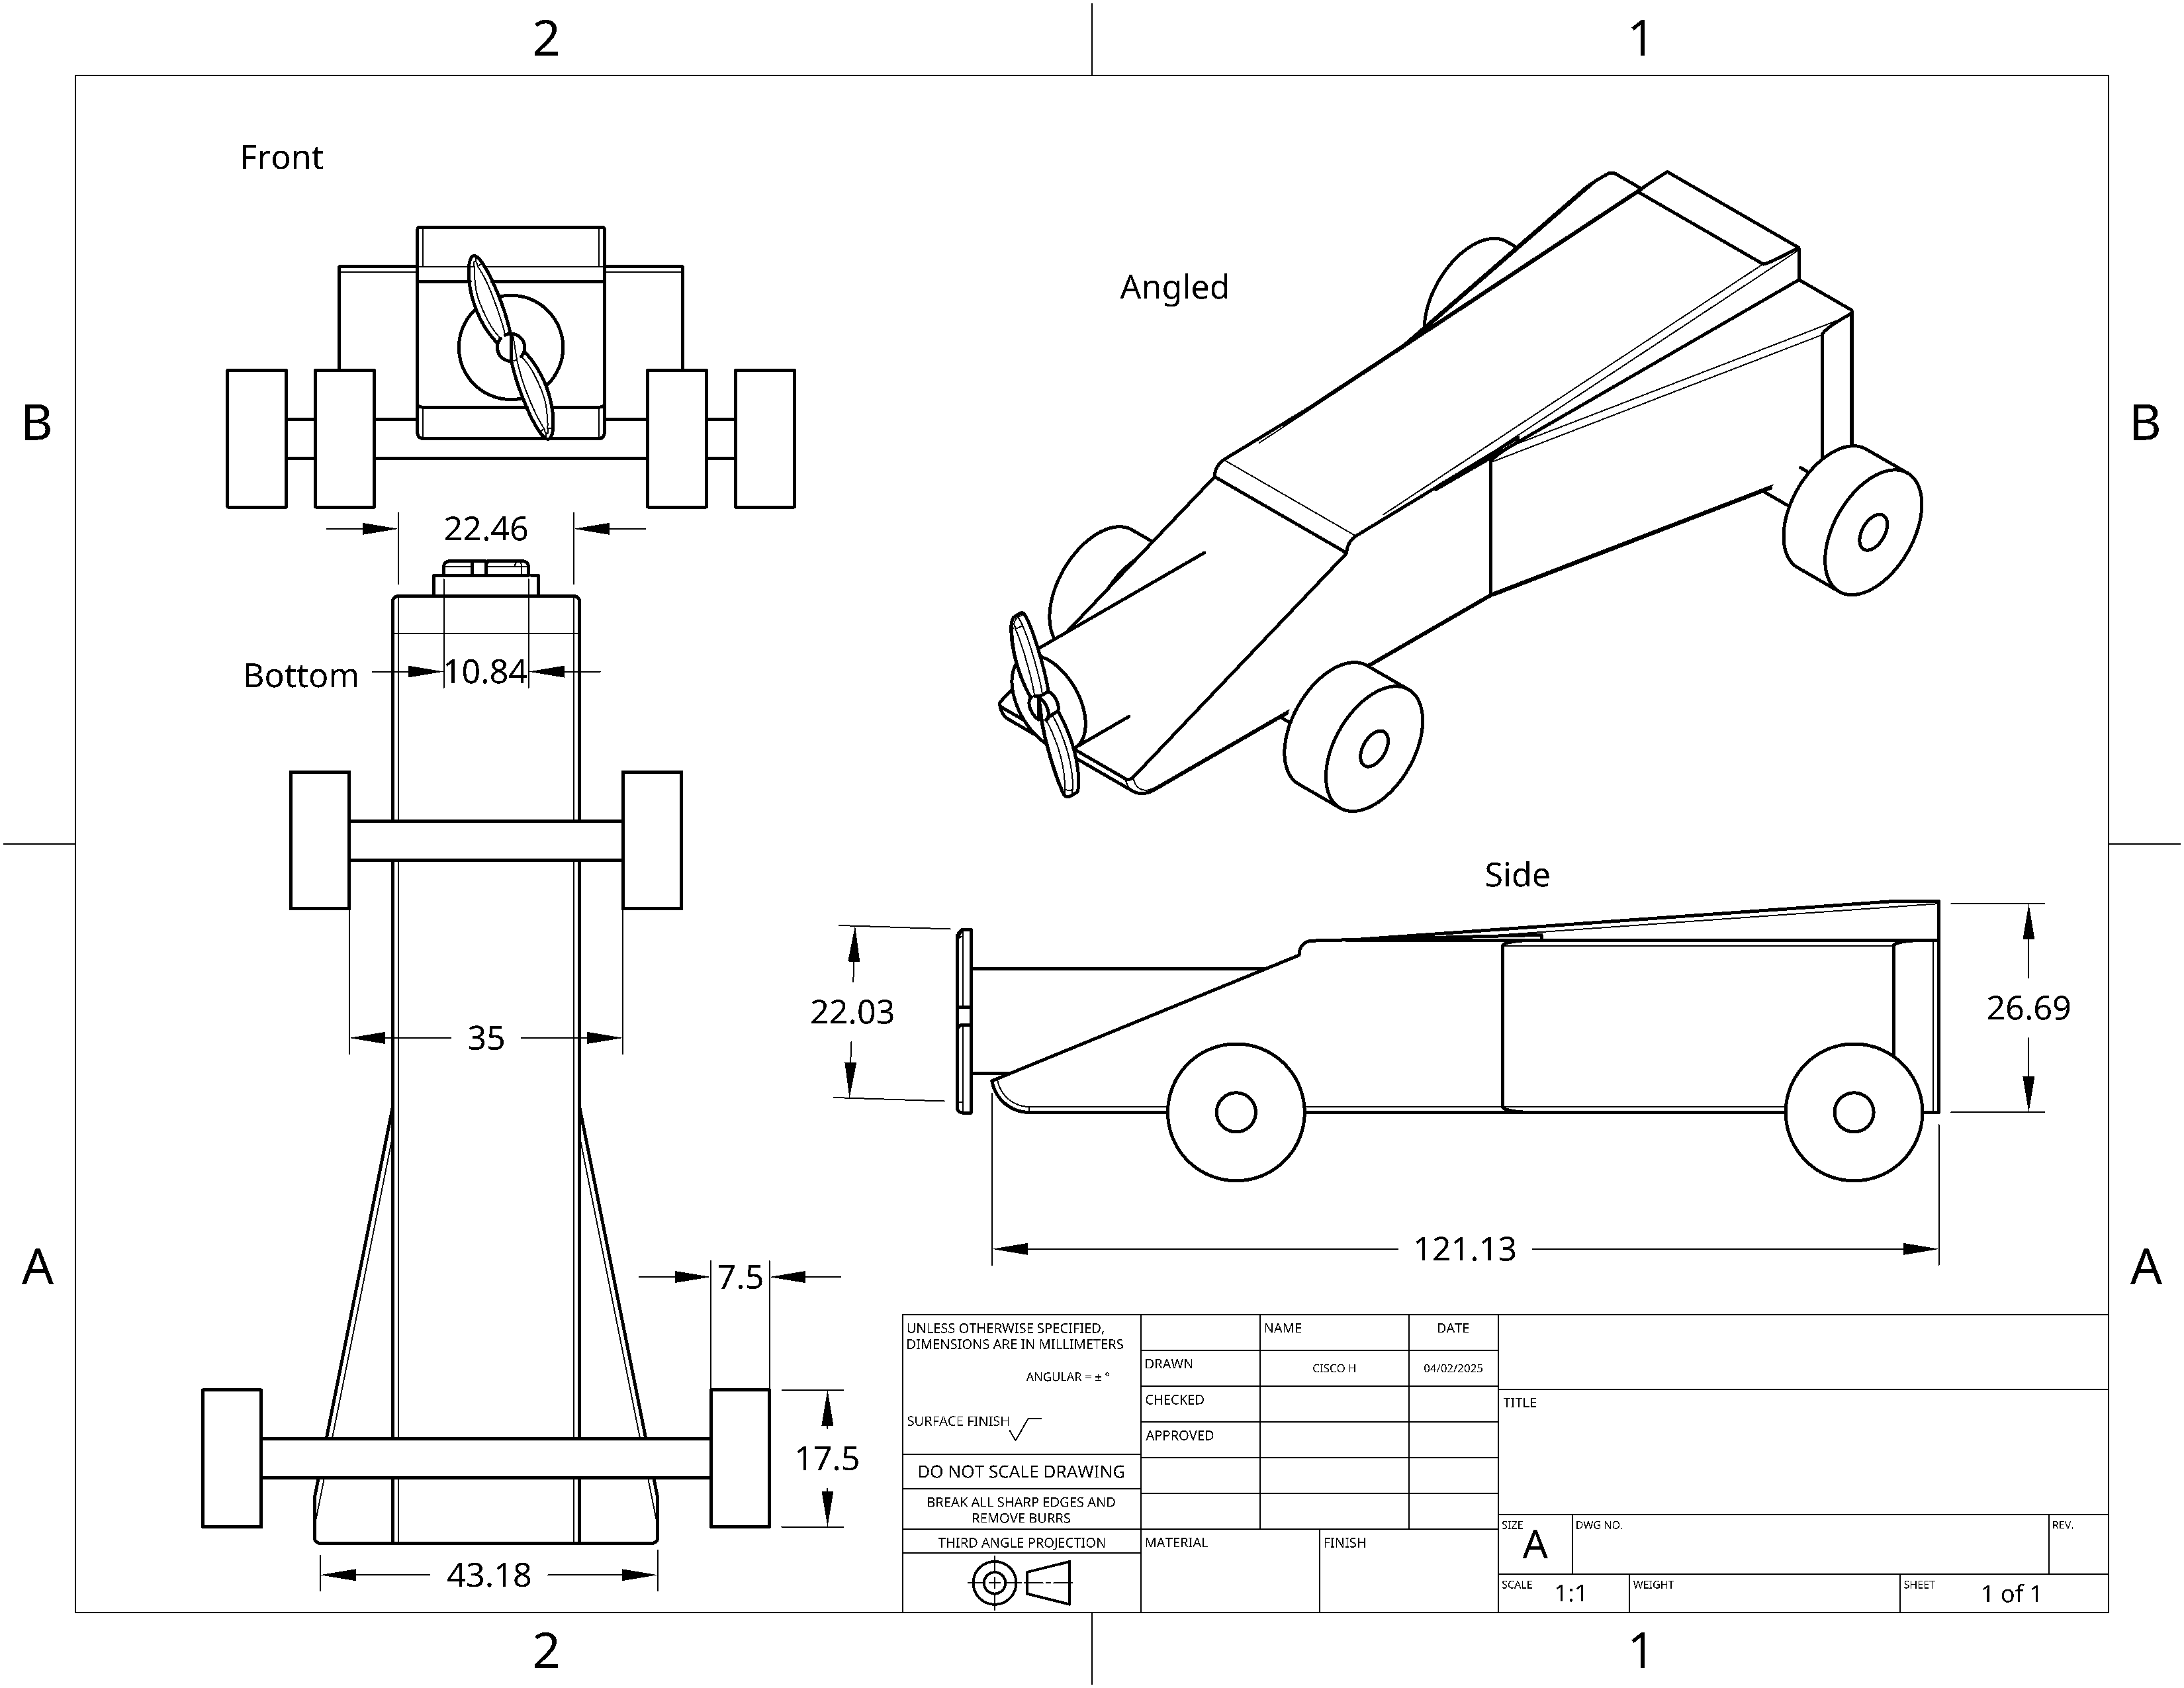 2
1
Front
Angled
B
B
22.46
Bottom
10.84
Side
22.03
26.69
35
121.13
A
A
7.5
17.5
43.18
UNLESS OTHERWISE SPECIFIED,
DIMENSIONS ARE IN MILLIMETERS
ANGULAR = ± °
SURFACE FINISH
DO NOT SCALE DRAWING
BREAK ALL SHARP EDGES AND
REMOVE BURRS
THIRD ANGLE PROJECTION
NAME
DATE
DRAWN
CISCO H
04/02/2025
CHECKED
APPROVED
MATERIAL
FINISH
TITLE
SIZE
A
DWG NO.
REV.
SCALE
1:1
WEIGHT
SHEET
1 of 1
2
1